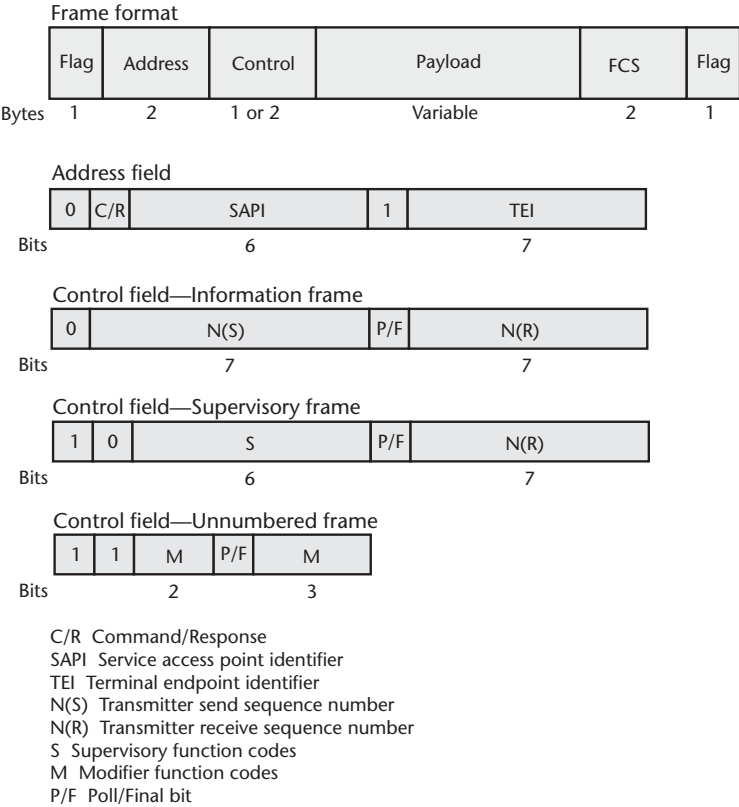 Frame format
Flag Address Control Payload FCS Flag
Bytes 1 2 1 or 2 Variable 2 1
Address field
0 C/R SAPI 1 TEI
Bits 6 7
Control field—Information frame
0 N(S) P/F N(R)
Bits 7 7
Control field—Supervisory frame
1 0 S P/F N(R)
Bits 6 7
Control field—Unnumbered frame
1 1 M P/F M
Bits 2 3
C/R Command/Response
SAPI Service access point identifier
TEI Terminal endpoint identifier
N(S) Transmitter send sequence number
N(R) Transmitter receive sequence number
S Supervisory function codes
M Modifier function codes
P/F Poll/Final bit